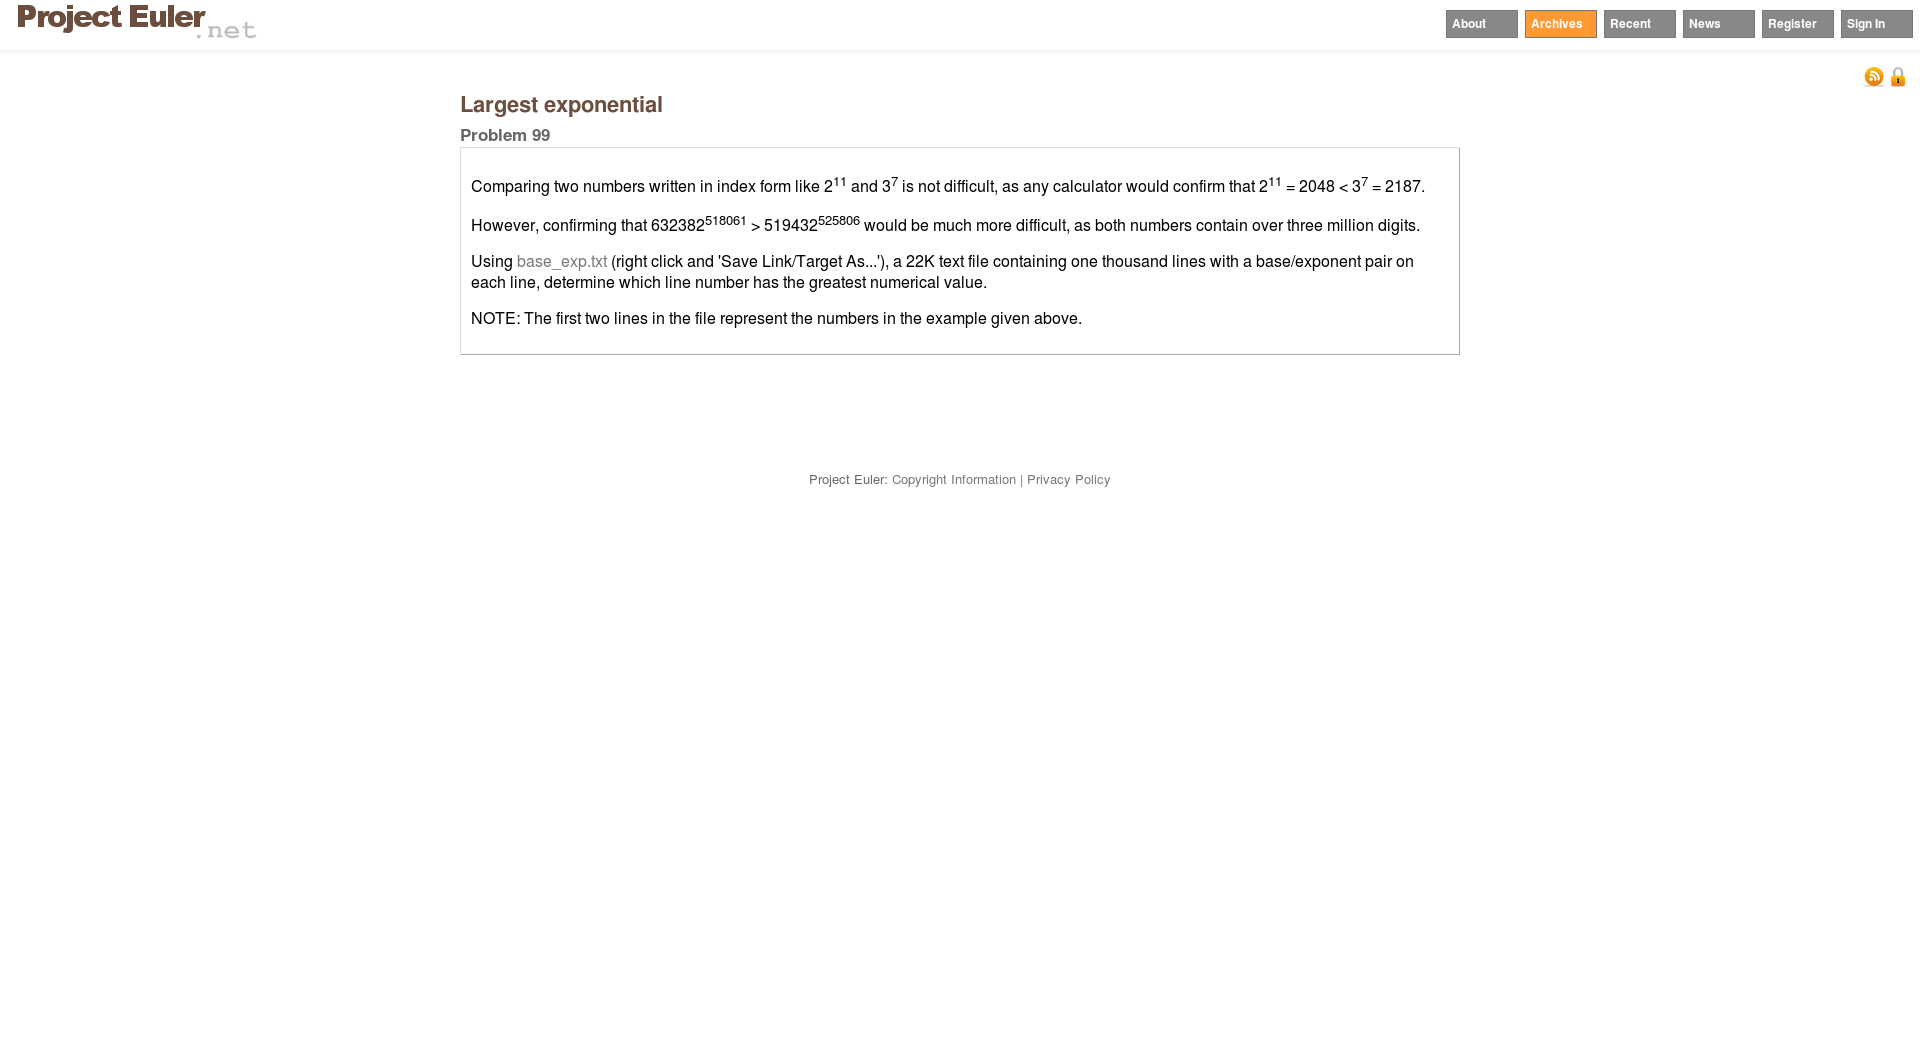 Project Euler.net
About Archives Recent News Register Sign In
Largest exponential
Problem 99
Comparing two numbers written in index form like 2^11 and 3^7 is not difficult, as any calculator would confirm that 2^11 = 2048 < 3^7 = 2187.
However, confirming that 632382^518061 > 519432^525806 would be much more difficult, as both numbers contain over three million digits.
Using base_exp.txt (right click and 'Save Link/Target As...'), a 22K text file containing one thousand lines with a base/exponent pair on
each line, determine which line number has the greatest numerical value.
NOTE: The first two lines in the file represent the numbers in the example given above.
Project Euler: Copyright Information | Privacy Policy